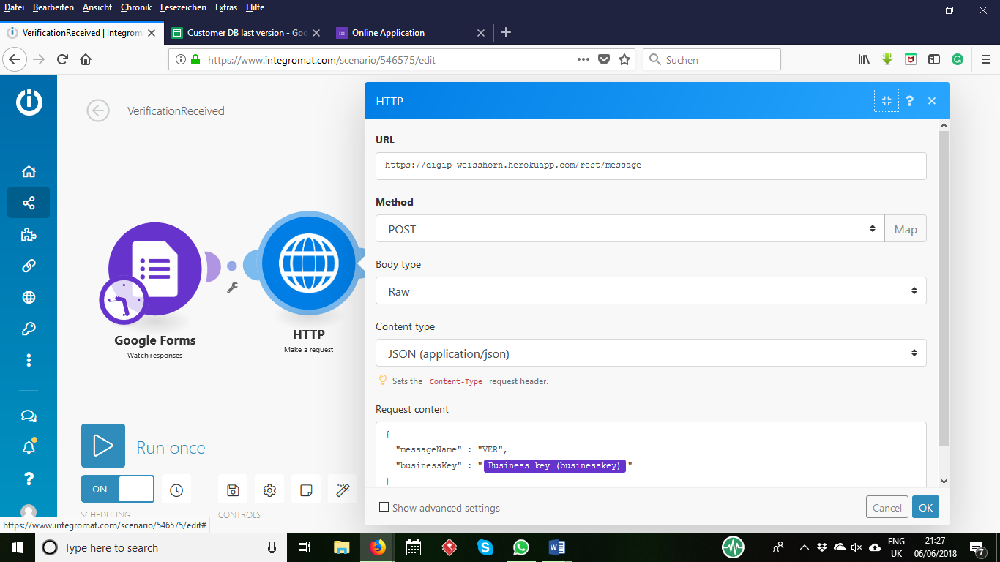 Datei Bearbeiten Ansicht Chronik Lesezeichen Extras Hilfe
VerificationReceived | Integrom
Customer DB last version - Goo
Online Application
https://www.integromat.com/scenario/546575/edit
Suchen
VerificationReceived
HTTP
URL
https://digip-weisshorn.herokuapp.com/rest/message
Method
POST
Map
Body type
Raw
Content type
JSON (application/json)
Sets the Content-Type request header.
Request content
{
"messageName" : "VER",
"businessKey" : " Business key (businesskey) "
}
Show advanced settings
Cancel
OK
Google Forms
Watch responses
HTTP
Make a request
Run once
ON
SCHEDULING
CONTROLS
https://www.integromat.com/scenario/546575/edit#
Type here to search
ENG
UK
21:27
06/06/2018
7